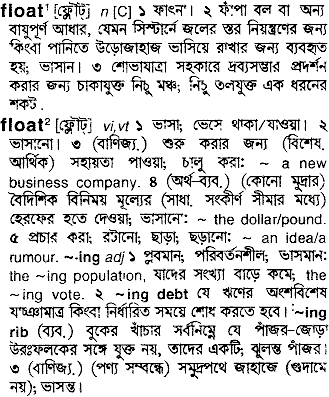 float¹ [ফ্লৌট্] n [C] ১ ফাৎনা। ২ ফাঁপা বল বা অন্য
বায়ুপূর্ণ আধার, যেমন সিস্টার্নে জলের স্তর নিয়ন্ত্রণের জন্য
কিংবা পানিতে উড়োজাহাজ ভাসিয়ে রাখার জন্য ব্যবহৃত
হয়; ভাসান। ৩ শোভাযাত্রা সহকারে দ্রব্যসম্ভার প্রদর্শন
করার জন্য চাকাযুক্ত নিচু মঞ্চ; নিচু তলযুক্ত এক ধরনের
শকট.
float² [ফ্লৌট্] vi,vt ১ ভাসা; ভেসে থাকা/যাওয়া। ২
ভাসানো। ৩ (বাণিজ্য.) শুরু করার জন্য (বিশেষ.
আর্থিক) সহায়তা পাওয়া; চালু করা: ~ a new
business company. ৪ (অর্থ-ব্যব.) (কোনো মুদ্রার)
বৈদেশিক বিনিময় মূল্যের (সাধা. সংকীর্ণ সীমার মধ্যে)
হেরফের হতে দেওয়া; ভাসানো: ~ the dollar/pound.
৫ প্রচার করা; রটানো; ছাড়া; ছড়ানো: ~ an idea/a
rumour. ~-ing adj ১ প্লবমান; পরিবর্তনশীল; ভাসমান:
the ~ing population, যাদের সংখ্যা বাড়ে কমে; the
~ing vote. ২ ~ing debt যে ঋণের অংশবিশেষ
যাচ্ঞামাত্র কিংবা নির্ধারিত সময়ে শোধ করতে হবে। ~ing
rib (ব্যব.) বুকের খাঁচার সর্বনিম্নে যে পাঁজর-জোড়
উরঃফলকের সঙ্গে যুক্ত নয়, তাদের একটি; ঝুলন্ত পাঁজর।
৩ (বাণিজ্য.) (পণ্য সম্বন্ধে) সমুদ্রপথে জাহাজে (গুদামে
নয়); ভাসন্ত।